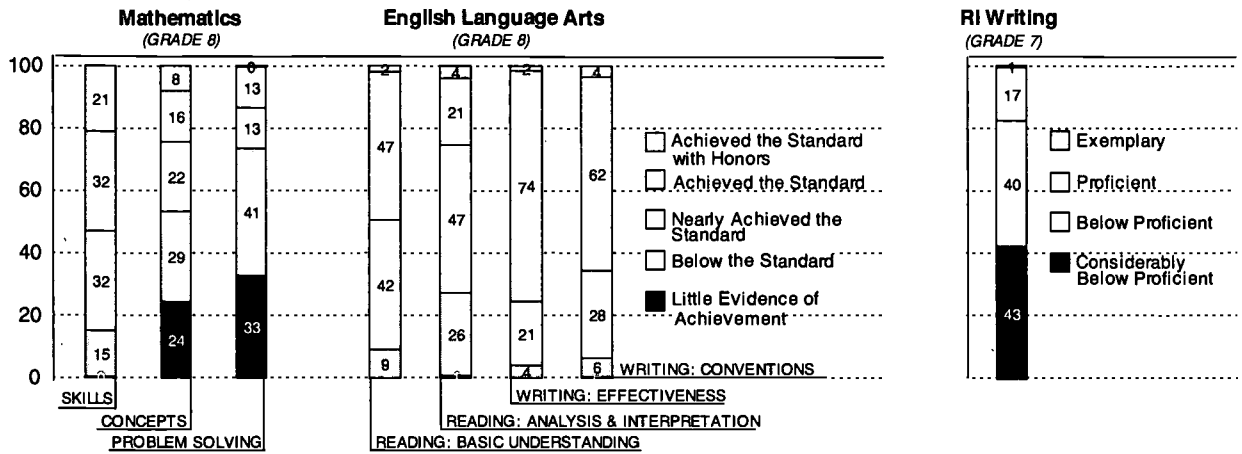 Mathematics
(GRADE 8)
English Language Arts
(GRADE 8)
RI Writing
(GRADE 7)
100
80
60
40
20
0
21
32
32
15
8
16
22
29
24
0
13
13
41
33
2
47
42
9
4
21
47
26
2
74
21
4
4
62
28
6
Achieved the Standard
with Honors
Achieved the Standard
Nearly Achieved the
Standard
Below the Standard
Little Evidence of
Achievement
1
17
40
43
Exemplary
Proficient
Below Proficient
Considerably
Below Proficient
SKILLS
CONCEPTS
PROBLEM SOLVING
WRITING: CONVENTIONS
WRITING: EFFECTIVENESS
READING: ANALYSIS & INTERPRETATION
READING: BASIC UNDERSTANDING